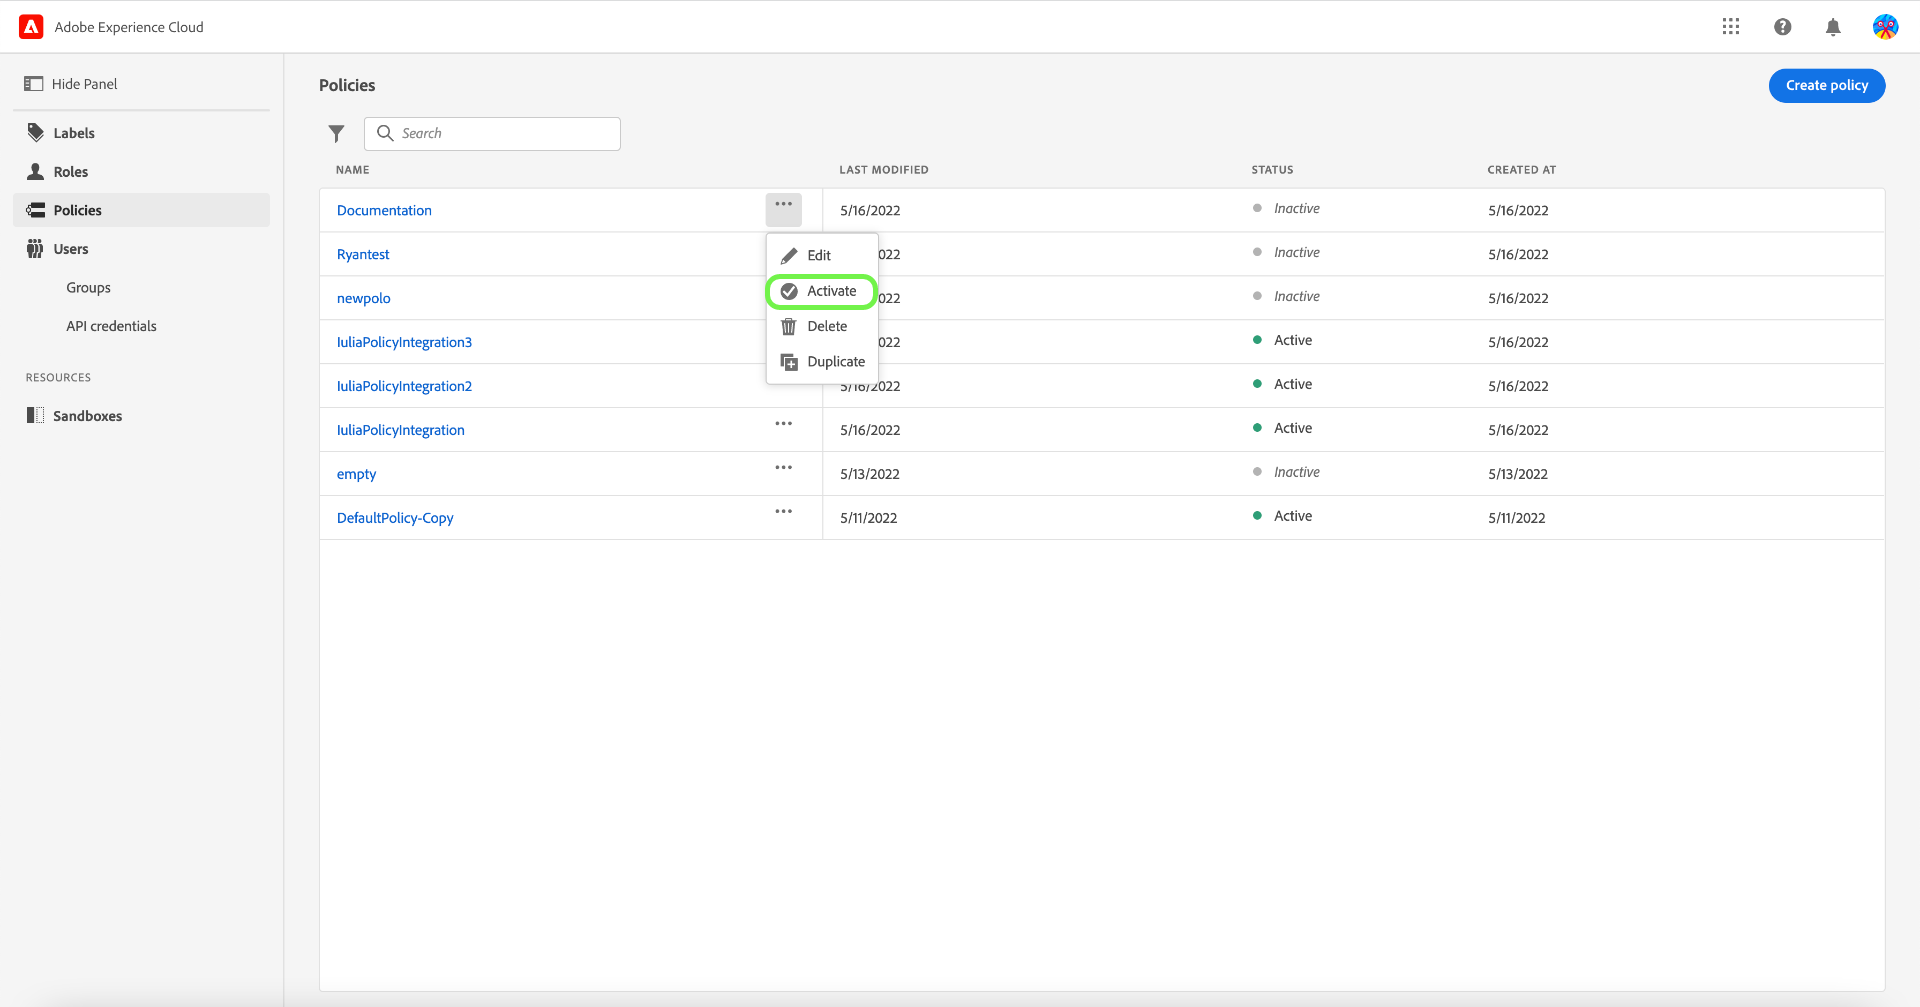 Adobe Experience Cloud
Hide Panel
Labels
Roles
Policies
Users
Groups
API credentials
RESOURCES
Sandboxes
Policies
Create policy
Search
NAME LAST MODIFIED STATUS CREATED AT
Documentation ••• 5/16/2022 Inactive 5/16/2022
Ryantest 022 Inactive 5/16/2022
newpolo 022 Inactive 5/16/2022
IuliaPolicyIntegration3 022 Active 5/16/2022
IuliaPolicyIntegration2 5/16/2022 Active 5/16/2022
IuliaPolicyIntegration ••• 5/16/2022 Active 5/16/2022
empty ••• 5/13/2022 Inactive 5/13/2022
DefaultPolicy-Copy ••• 5/11/2022 Active 5/11/2022
Edit
Activate
Delete
Duplicate